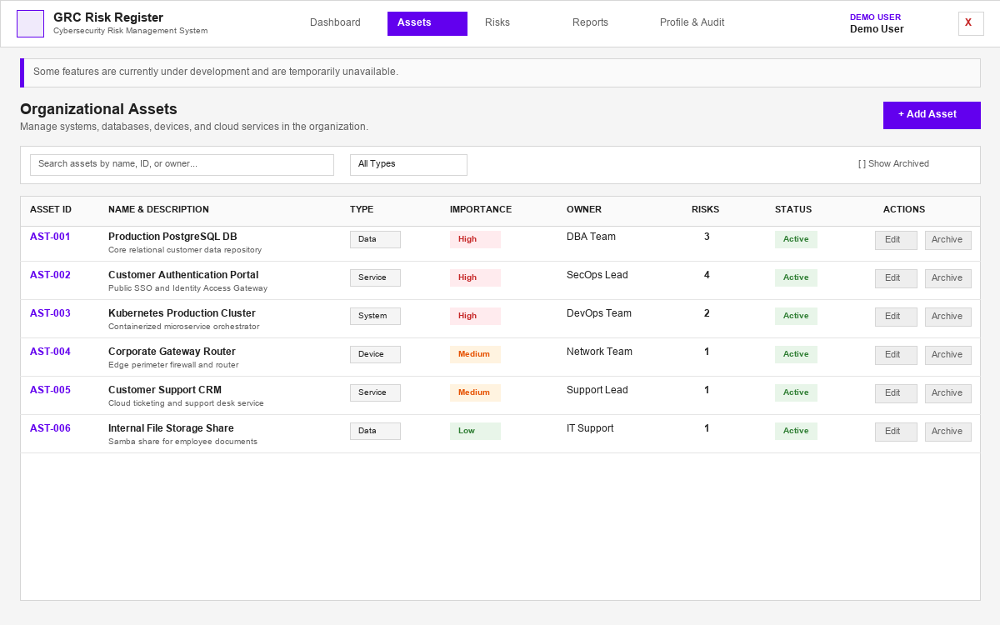 GRC Risk Register
Cybersecurity Risk Management System
Dashboard
Assets
Risks
Reports
Profile & Audit
DEMO USER
Demo User
X
Some features are currently under development and are temporarily unavailable.
Organizational Assets
Manage systems, databases, devices, and cloud services in the organization.
+ Add Asset
Search assets by name, ID, or owner...
All Types
[ ] Show Archived
ASSET ID NAME & DESCRIPTION TYPE IMPORTANCE OWNER RISKS STATUS ACTIONS
AST-001 Production PostgreSQL DB Data High DBA Team 3 Active Edit Archive
Core relational customer data repository
AST-002 Customer Authentication Portal Service High SecOps Lead 4 Active Edit Archive
Public SSO and Identity Access Gateway
AST-003 Kubernetes Production Cluster System High DevOps Team 2 Active Edit Archive
Containerized microservice orchestrator
AST-004 Corporate Gateway Router Device Medium Network Team 1 Active Edit Archive
Edge perimeter firewall and router
AST-005 Customer Support CRM Service Medium Support Lead 1 Active Edit Archive
Cloud ticketing and support desk service
AST-006 Internal File Storage Share Data Low IT Support 1 Active Edit Archive
Samba share for employee documents